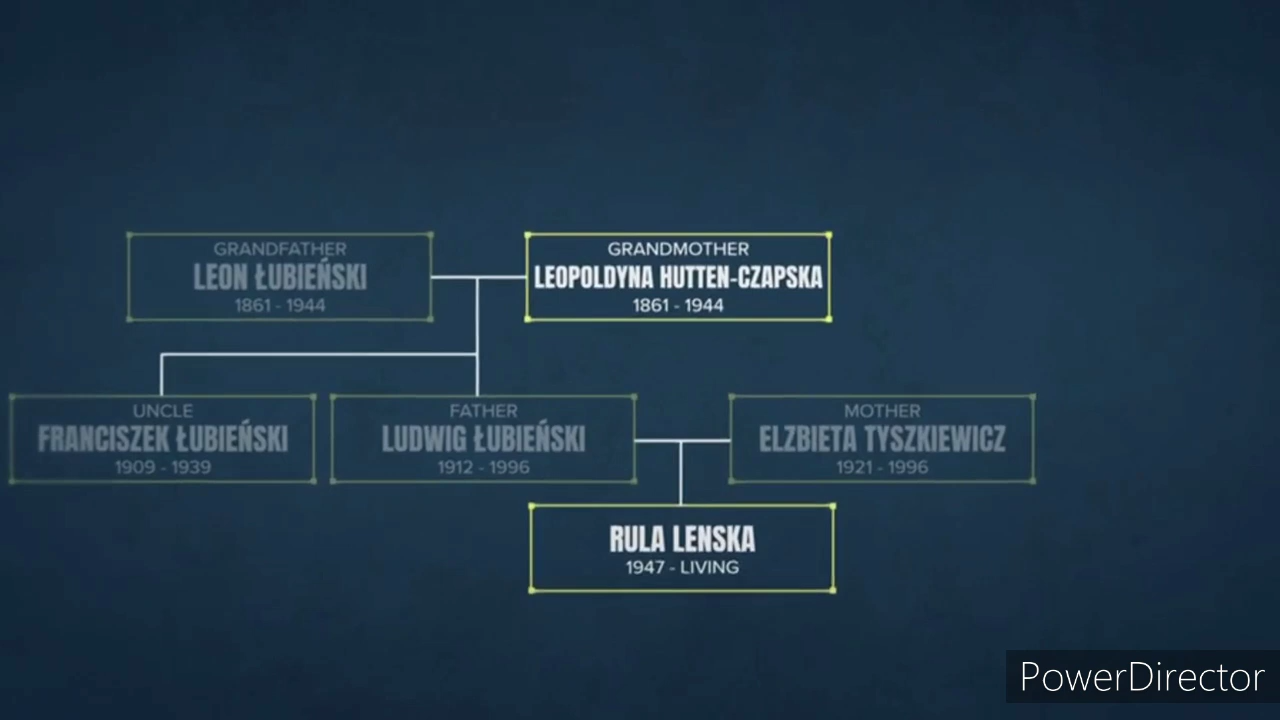 GRANDFATHER
LEON ŁUBIEŃSKI
1861 - 1944
GRANDMOTHER
LEOPOLDYNA HUTTEN-CZAPSKA
1861 - 1944
UNCLE
FRANCISZEK ŁUBIEŃSKI
1909 - 1939
FATHER
LUDWIG ŁUBIEŃSKI
1912 - 1996
MOTHER
ELZBIETA TYSZKIEWICZ
1921 - 1996
RULA LENSKA
1947 - LIVING
PowerDirector